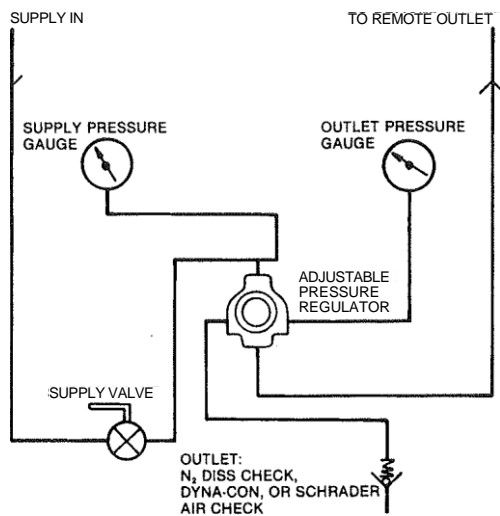 SUPPLY IN
TO REMOTE OUTLET
SUPPLY PRESSURE
GAUGE
OUTLET PRESSURE
GAUGE
ADJUSTABLE
PRESSURE
REGULATOR
SUPPLY VALVE
OUTLET:
N₂ DISS CHECK,
DYNA-CON, OR SCHRADER
AIR CHECK